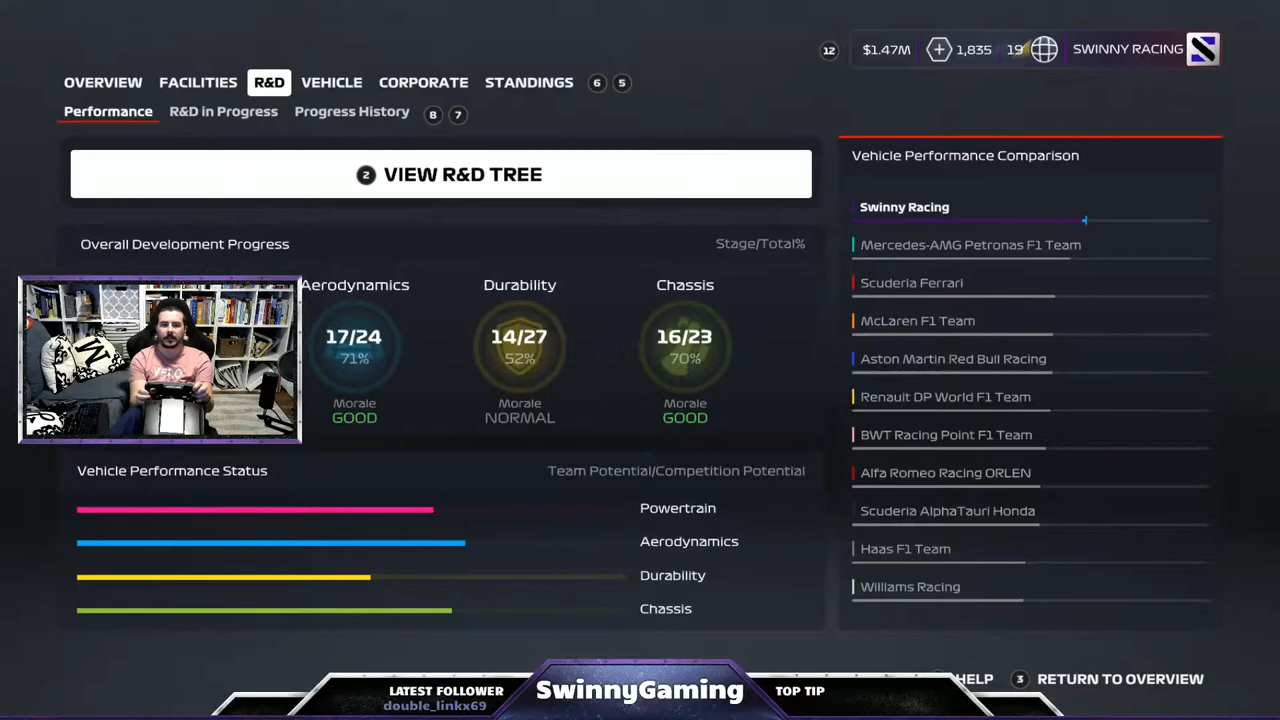 12 $1.47M 1,835 19 SWINNY RACING
OVERVIEW FACILITIES R&D VEHICLE CORPORATE STANDINGS 6 5
Performance R&D in Progress Progress History 8 7
2 VIEW R&D TREE
Overall Development Progress Stage/Total%
Aerodynamics Durability Chassis
17/24 14/27 16/23
71% 52% 70%
Morale Morale Morale
GOOD NORMAL GOOD
Vehicle Performance Status Team Potential/Competition Potential
Powertrain
Aerodynamics
Durability
Chassis
Vehicle Performance Comparison
Swinny Racing
Mercedes-AMG Petronas F1 Team
Scuderia Ferrari
McLaren F1 Team
Aston Martin Red Bull Racing
Renault DP World F1 Team
BWT Racing Point F1 Team
Alfa Romeo Racing ORLEN
Scuderia AlphaTauri Honda
Haas F1 Team
Williams Racing
HELP 3 RETURN TO OVERVIEW
LATEST FOLLOWER SwinnyGaming TOP TIP
double_linkx69